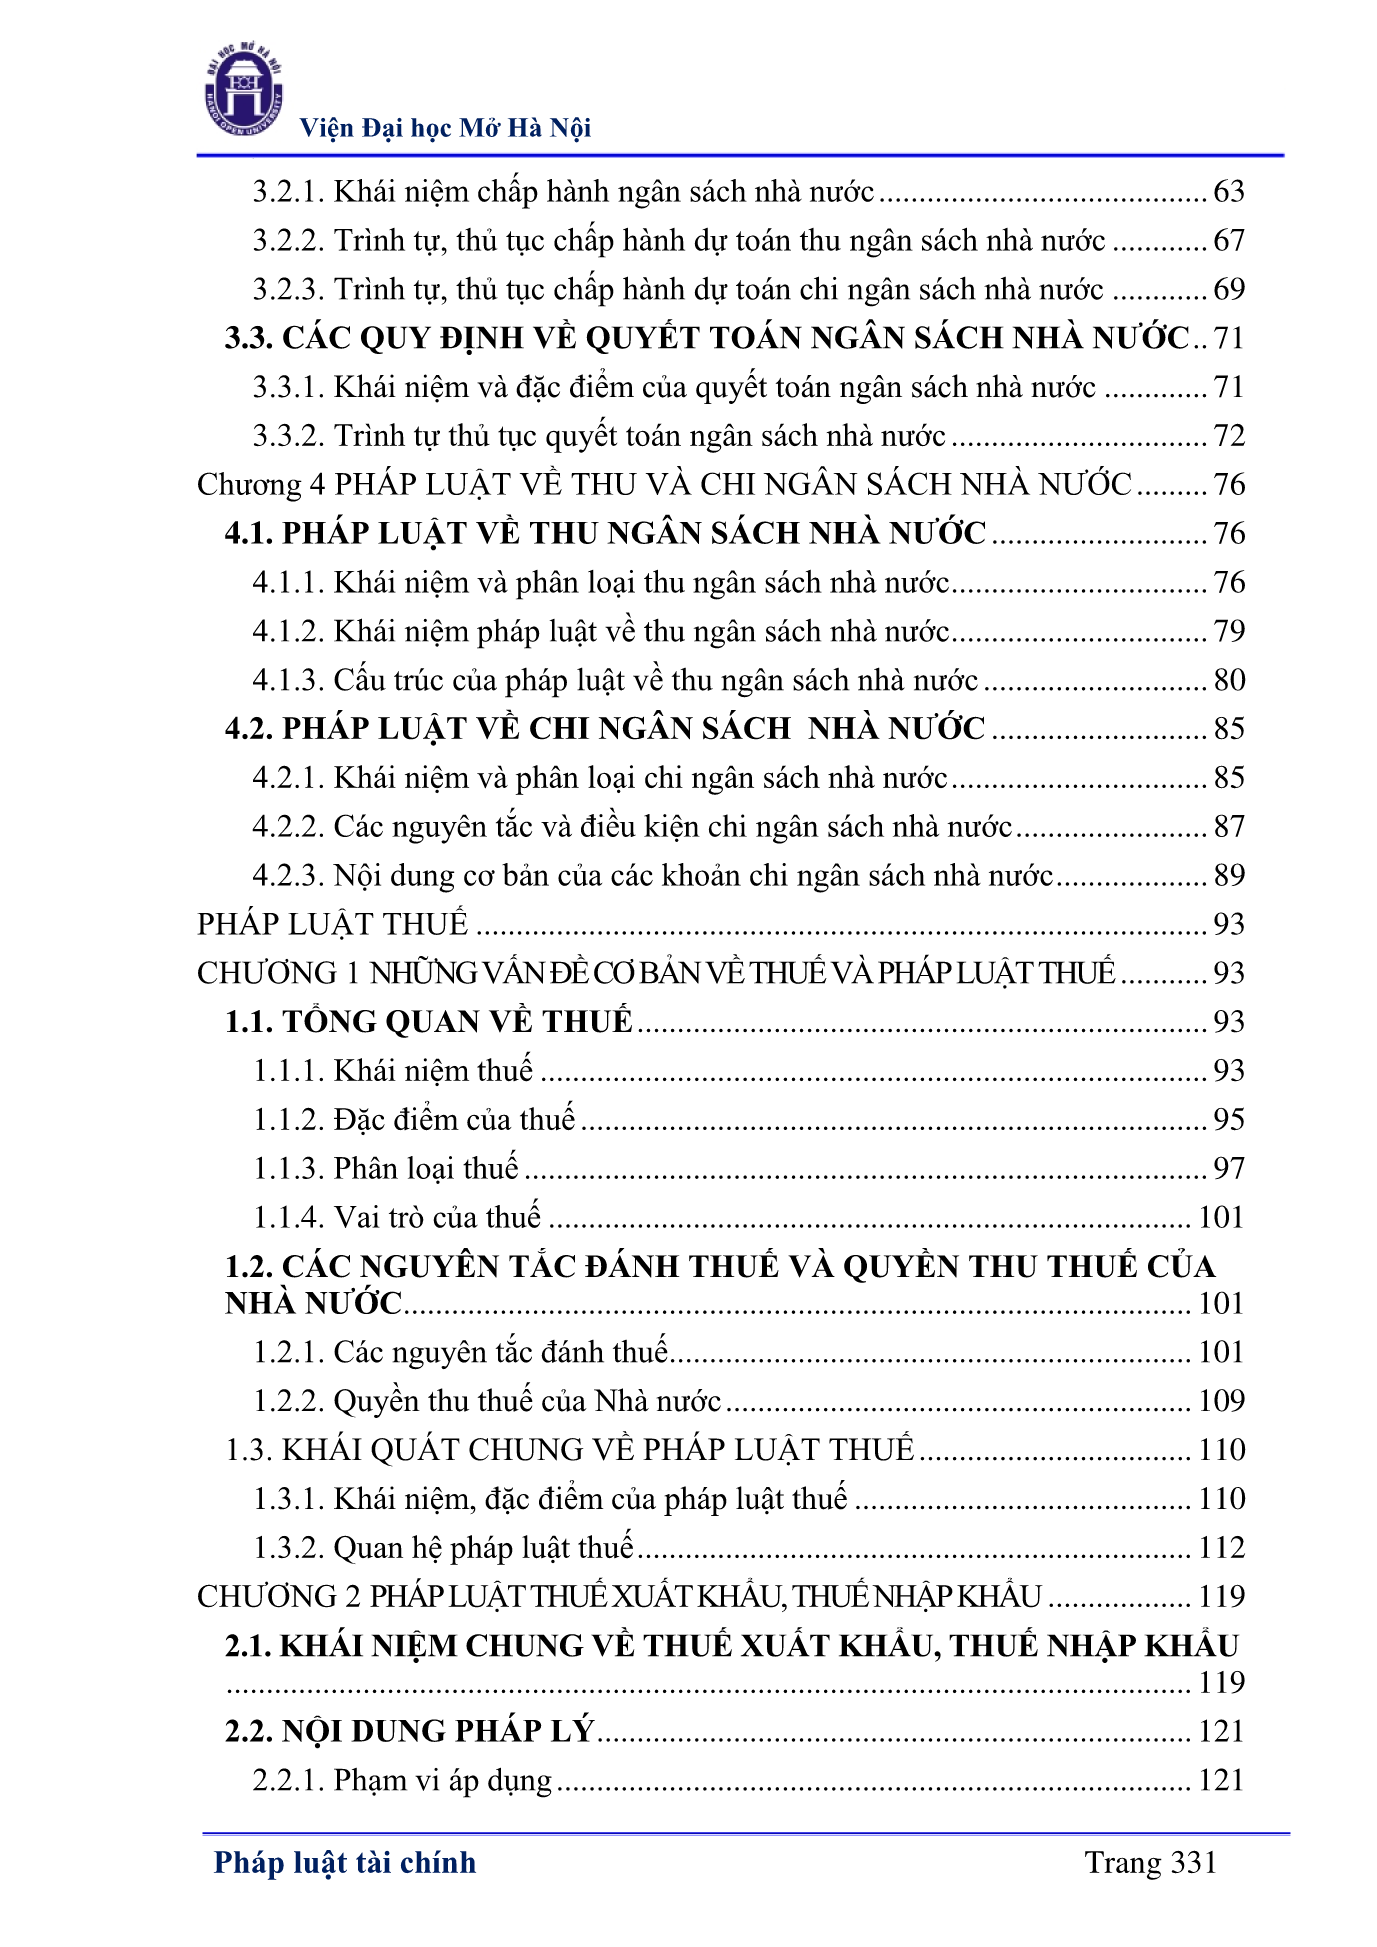 ĐẠI HỌC MỞ HÀ NỘI
HANOI OPEN UNIVERSITY
Viện Đại học Mở Hà Nội
3.2.1. Khái niệm chấp hành ngân sách nhà nước......................................... 63
3.2.2. Trình tự, thủ tục chấp hành dự toán thu ngân sách nhà nước ............ 67
3.2.3. Trình tự, thủ tục chấp hành dự toán chi ngân sách nhà nước ............ 69
3.3. CÁC QUY ĐỊNH VỀ QUYẾT TOÁN NGÂN SÁCH NHÀ NƯỚC.. 71
3.3.1. Khái niệm và đặc điểm của quyết toán ngân sách nhà nước ............. 71
3.3.2. Trình tự thủ tục quyết toán ngân sách nhà nước ................................ 72
Chương 4 PHÁP LUẬT VỀ THU VÀ CHI NGÂN SÁCH NHÀ NƯỚC ......... 76
4.1. PHÁP LUẬT VỀ THU NGÂN SÁCH NHÀ NƯỚC ........................... 76
4.1.1. Khái niệm và phân loại thu ngân sách nhà nước................................ 76
4.1.2. Khái niệm pháp luật về thu ngân sách nhà nước................................ 79
4.1.3. Cấu trúc của pháp luật về thu ngân sách nhà nước ............................ 80
4.2. PHÁP LUẬT VỀ CHI NGÂN SÁCH  NHÀ NƯỚC ........................... 85
4.2.1. Khái niệm và phân loại chi ngân sách nhà nước ................................ 85
4.2.2. Các nguyên tắc và điều kiện chi ngân sách nhà nước........................ 87
4.2.3. Nội dung cơ bản của các khoản chi ngân sách nhà nước................... 89
PHÁP LUẬT THUẾ ........................................................................................... 93
CHƯƠNG 1 NHỮNG VẤN ĐỀ CƠ BẢN VỀ THUẾ VÀ PHÁP LUẬT THUẾ ........... 93
1.1. TỔNG QUAN VỀ THUẾ ....................................................................... 93
1.1.1. Khái niệm thuế ................................................................................... 93
1.1.2. Đặc điểm của thuế .............................................................................. 95
1.1.3. Phân loại thuế ..................................................................................... 97
1.1.4. Vai trò của thuế ................................................................................ 101
1.2. CÁC NGUYÊN TẮC ĐÁNH THUẾ VÀ QUYỀN THU THUẾ CỦA
NHÀ NƯỚC.................................................................................................. 101
1.2.1. Các nguyên tắc đánh thuế................................................................. 101
1.2.2. Quyền thu thuế của Nhà nước .......................................................... 109
1.3. KHÁI QUÁT CHUNG VỀ PHÁP LUẬT THUẾ .................................. 110
1.3.1. Khái niệm, đặc điểm của pháp luật thuế .......................................... 110
1.3.2. Quan hệ pháp luật thuế..................................................................... 112
CHƯƠNG 2 PHÁP LUẬT THUẾ XUẤT KHẨU, THUẾ NHẬP KHẨU .................. 119
2.1. KHÁI NIỆM CHUNG VỀ THUẾ XUẤT KHẨU, THUẾ NHẬP KHẨU
........................................................................................................................ 119
2.2. NỘI DUNG PHÁP LÝ.......................................................................... 121
2.2.1. Phạm vi áp dụng ............................................................................... 121
Pháp luật tài chính Trang 331